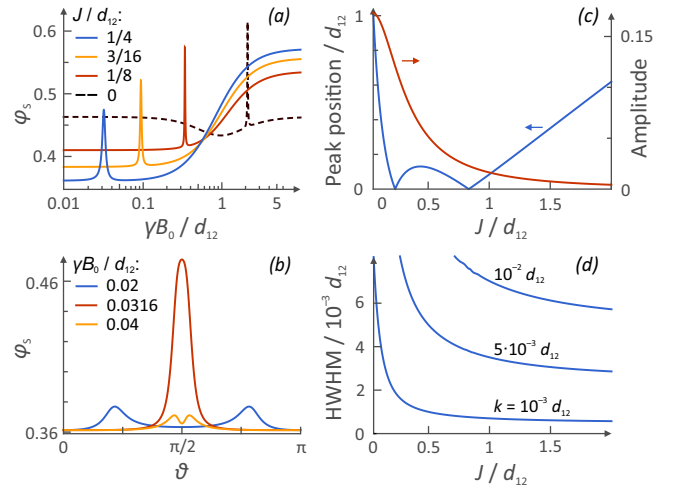 (a)
J / d12:
1/4
3/16
1/8
0
0.6
0.5
0.4
φs
0.01
0.1
1
5
γB0 / d12
(b)
γB0 / d12:
0.02
0.0316
0.04
0.46
0.36
φs
0
π/2
π
ϑ
(c)
1
0
Peak position / d12
0.15
0
Amplitude
0.5
1.0
1.5
J / d12
(d)
10−2 d12
5·10−3 d12
k = 10−3 d12
6
4
2
0
HWHM / 10−3 d12
0
0.5
1.0
1.5
J / d12